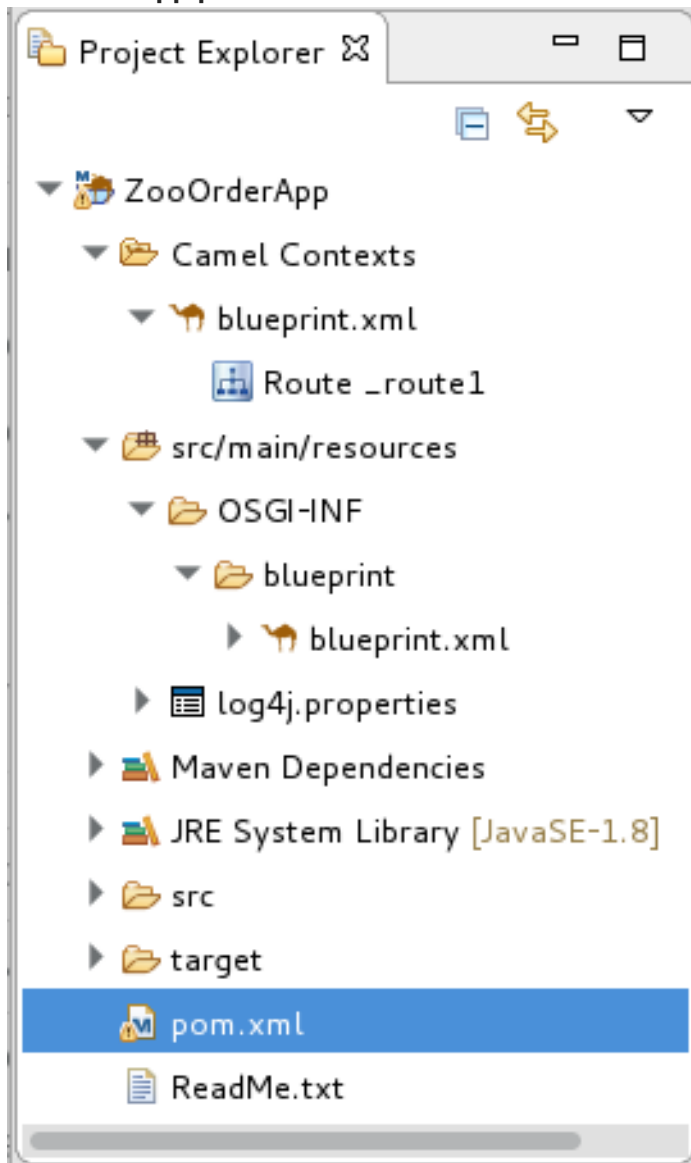 Project Explorer
ZooOrderApp
Camel Contexts
blueprint.xml
Route _route1
src/main/resources
OSGI-INF
blueprint
blueprint.xml
log4j.properties
Maven Dependencies
JRE System Library [JavaSE-1.8]
src
target
pom.xml
ReadMe.txt